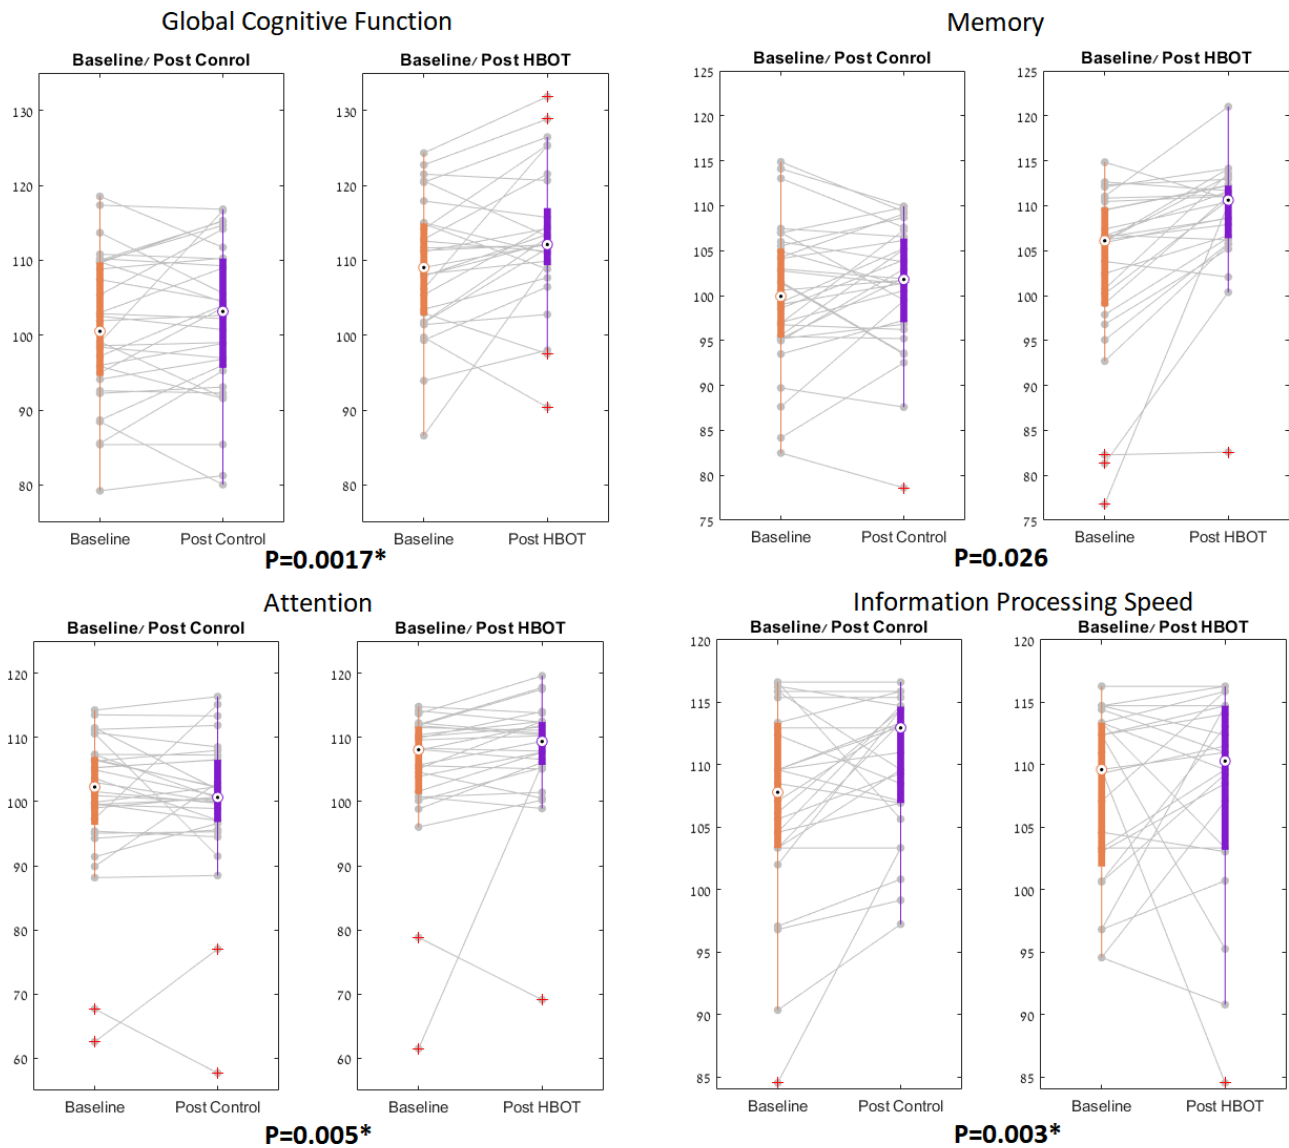 Global Cognitive Function
Memory
Baseline/ Post Conrol
Baseline/ Post HBOT
Baseline/ Post Conrol
Baseline/ Post HBOT
130
120
110
100
90
80
130
120
110
100
90
80
125
120
115
110
105
100
95
90
85
80
75
125
120
115
110
105
100
95
90
85
80
75
Baseline
Post Control
Baseline
Post HBOT
Baseline
Post Control
Baseline
Post HBOT
P=0.0017*
P=0.026
Attention
Information Processing Speed
Baseline/ Post Conrol
Baseline/ Post HBOT
Baseline/ Post Conrol
Baseline/ Post HBOT
120
110
100
90
80
70
60
120
110
100
90
80
70
60
120
115
110
105
100
95
90
85
120
115
110
105
100
95
90
85
Baseline
Post Control
Baseline
Post HBOT
Baseline
Post Control
Baseline
Post HBOT
P=0.005*
P=0.003*